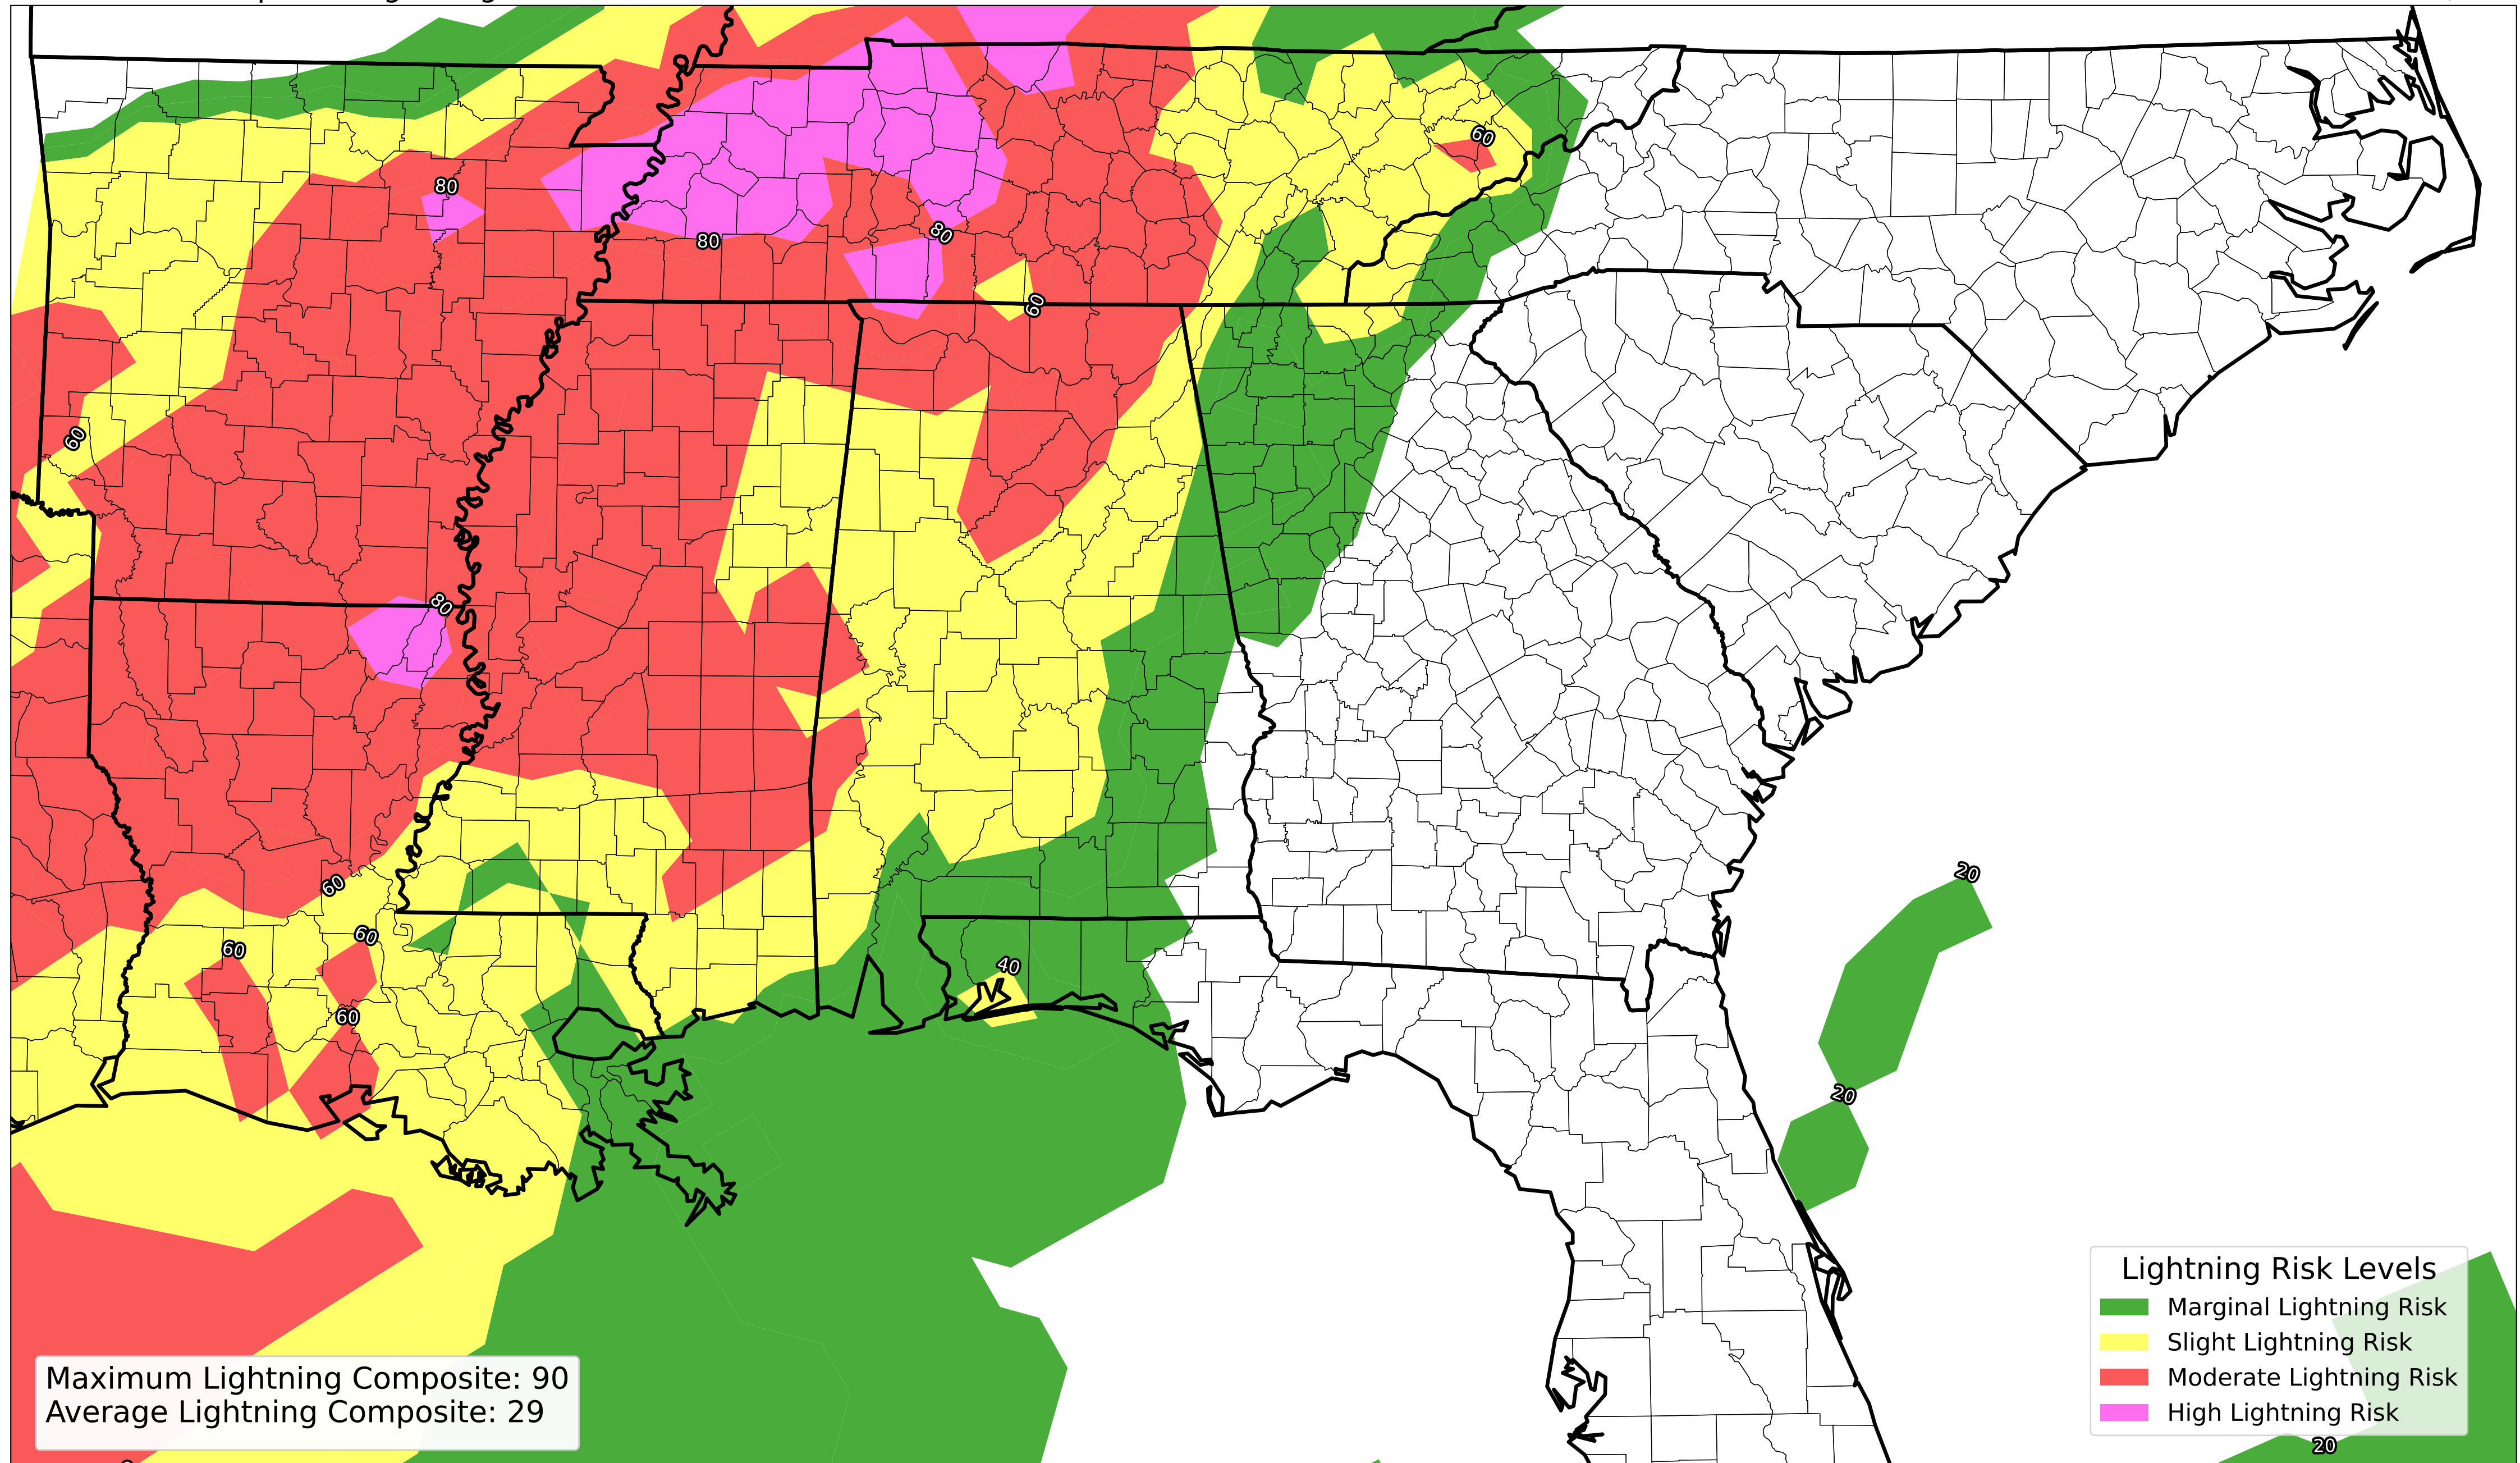 60
80
80
80
60
60
80
60
60
60
60
40
20
20
20
Lightning Risk Levels
Marginal Lightning Risk
Slight Lightning Risk
Moderate Lightning Risk
High Lightning Risk
Maximum Lightning Composite: 90
Average Lightning Composite: 29